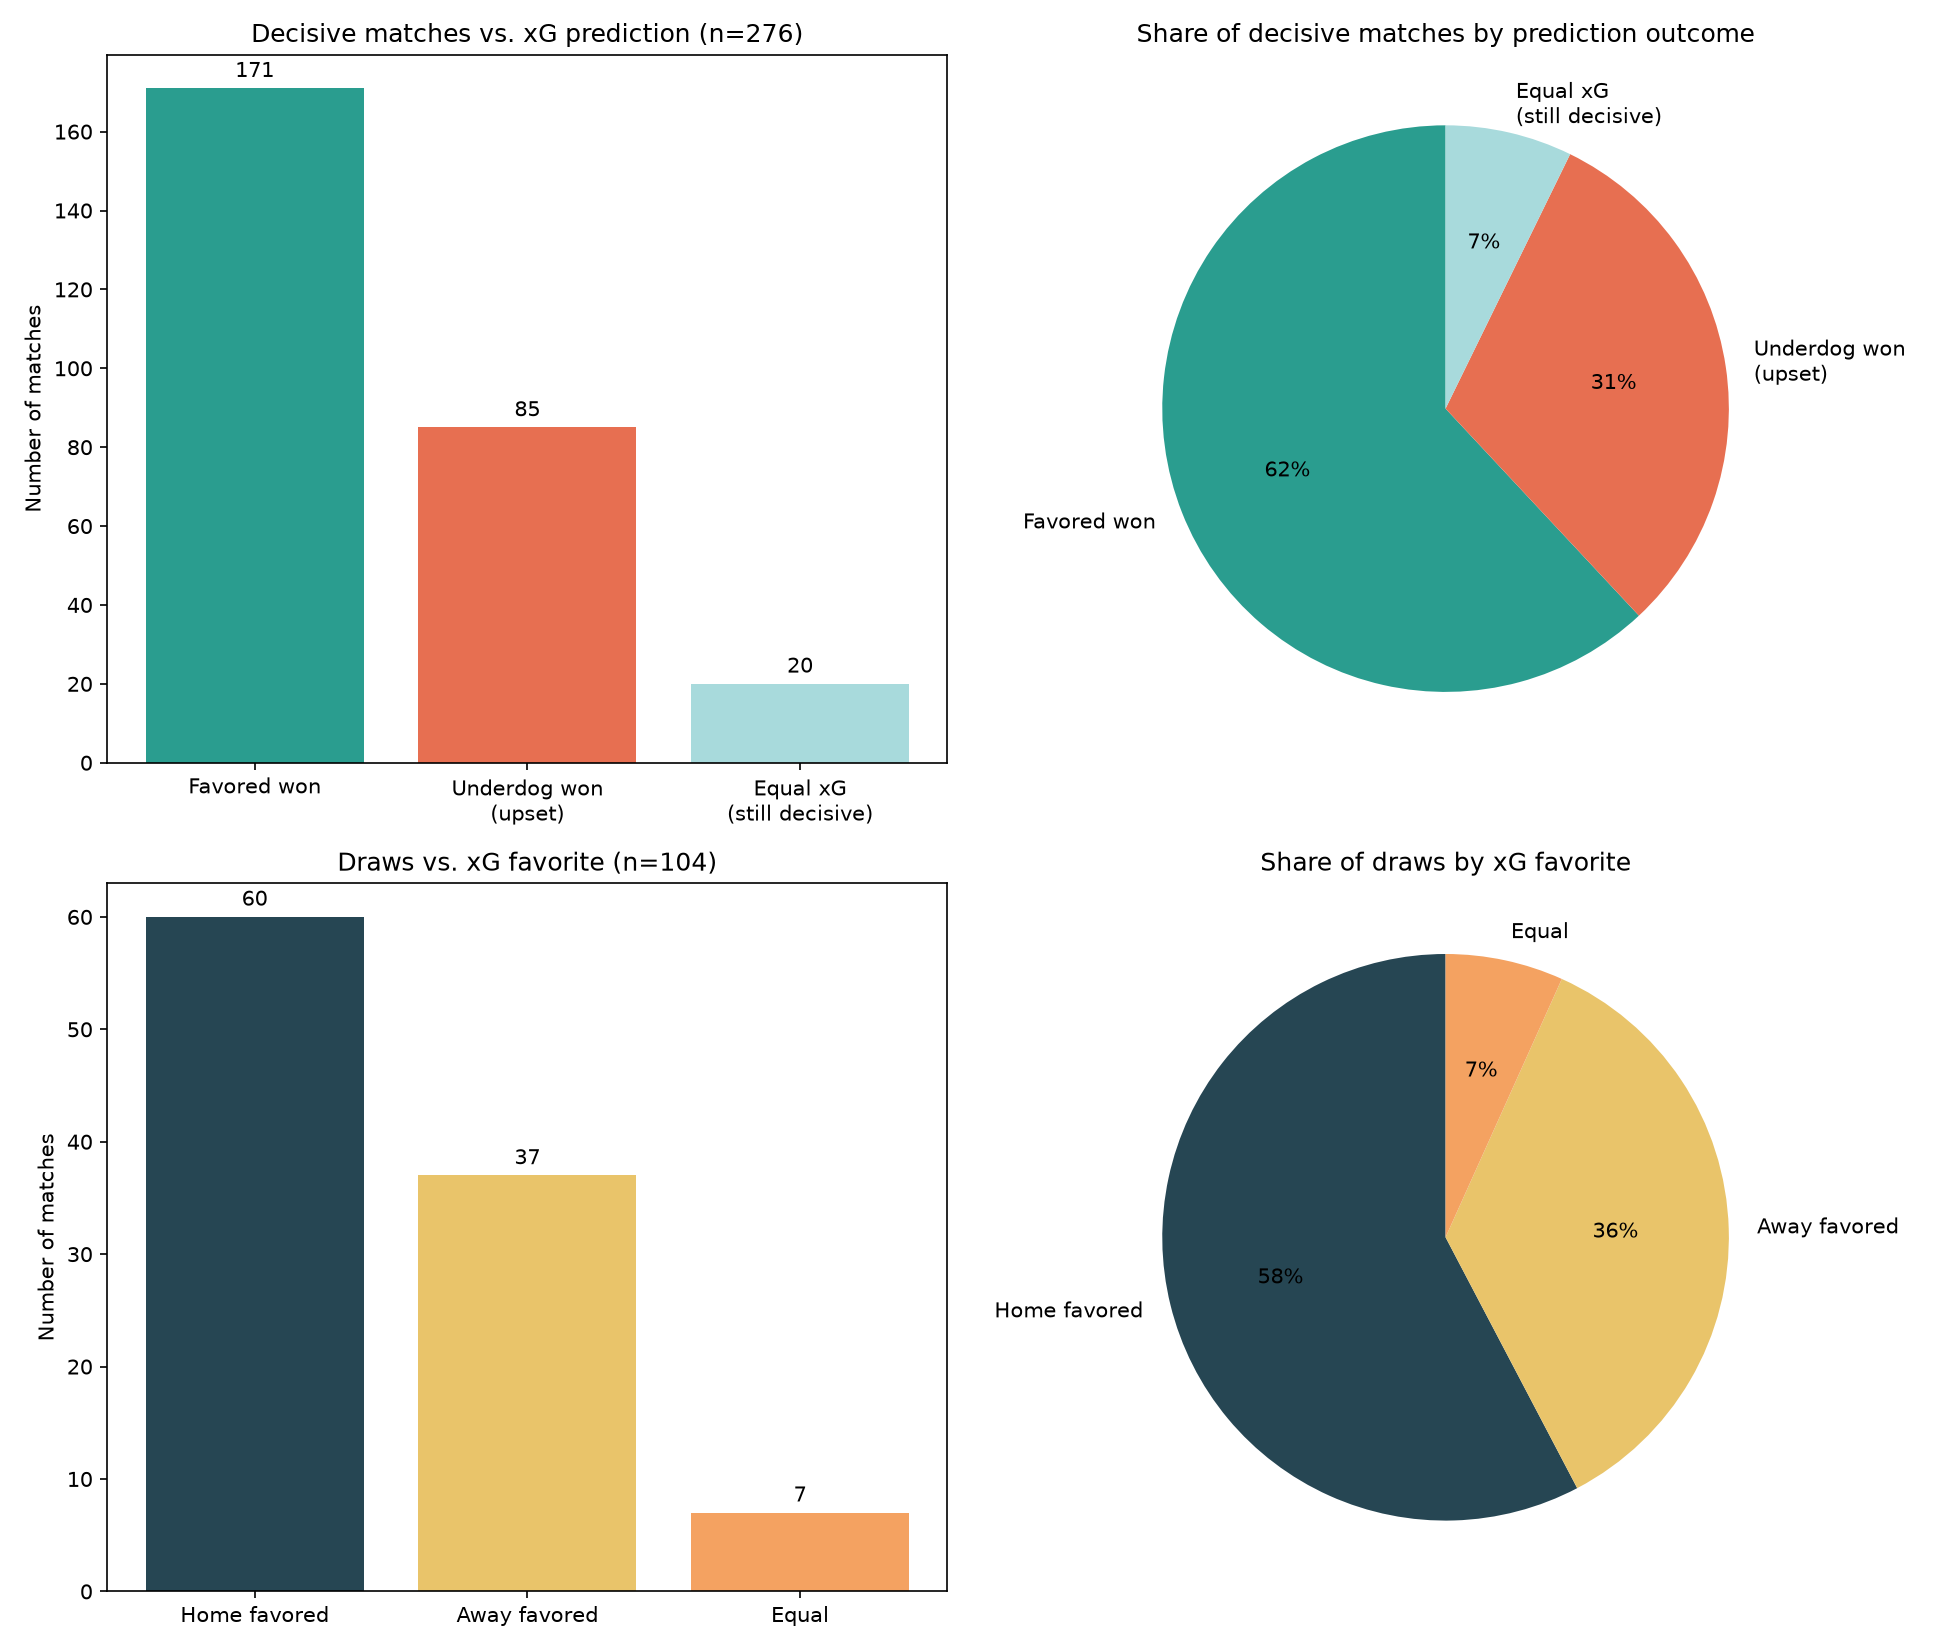 Decisive matches vs. xG prediction (n=276)
171
85
20
160
140
120
100
80
60
40
20
0
Number of matches
Favored won
Underdog won
(upset)
Equal xG
(still decisive)
Share of decisive matches by prediction outcome
Equal xG
(still decisive)
7%
Underdog won
(upset)
31%
62%
Favored won
Draws vs. xG favorite (n=104)
60
37
7
60
50
40
30
20
10
0
Number of matches
Home favored
Away favored
Equal
Share of draws by xG favorite
Equal
7%
36%
Away favored
58%
Home favored